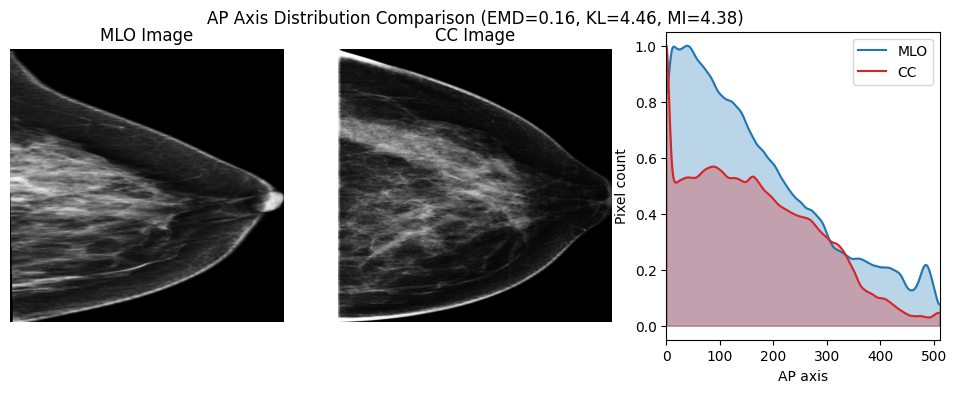 AP Axis Distribution Comparison (EMD=0.16, KL=4.46, MI=4.38)
MLO Image
CC Image
MLO
CC
Pixel count
1.0
0.8
0.6
0.4
0.2
0.0
0 100 200 300 400 500
AP axis